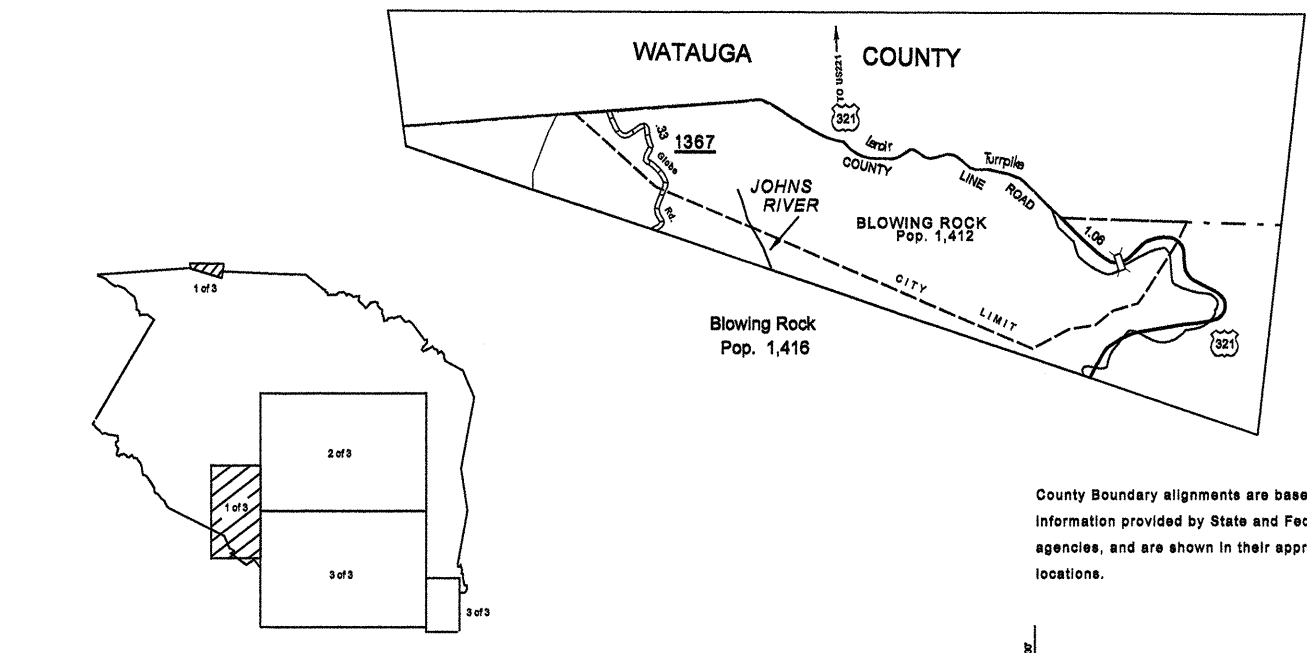 WATAUGA COUNTY
TO US221
321
.33
1367
Globe
Rd.
Lenoir Turnpike
COUNTY LINE ROAD
JOHNS
RIVER
BLOWING ROCK
Pop. 1,412
1.06
CITY LIMIT
321
Blowing Rock
Pop. 1,416
1 of 3
2 of 3
1 of 3
3 of 3
3 of 3
County Boundary alignments are base
information provided by State and Fed
agencies, and are shown in their appr
locations.